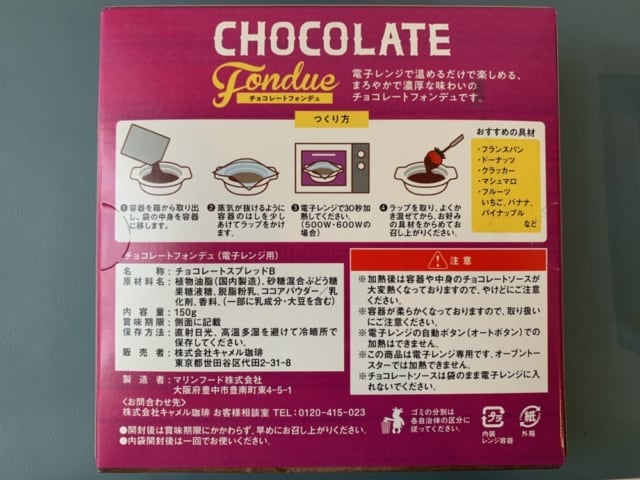 CHOCOLATE
Fondue
チョコレートフォンデュ
電子レンジで温めるだけで楽しめる、
まろやかで濃厚な味わいの
チョコレートフォンデュです。
つくり方
①容器を箱から取り出
し、袋の中身を容器
に移します。
②蒸気が抜けるように
容器のはしを少し
あけてラップをかけ
ます。
③電子レンジで30秒加
熱してください。
(500W・600Wの
場合)
④ラップを取り、よくか
き混ぜてから、お好み
の具材をからめてお
召し上がりください。
おすすめの具材
・フランスパン
・ドーナッツ
・クラッカー
・マシュマロ
・フルーツ
いちご、バナナ、
パイナップル
など
チョコレートフォンデュ(電子レンジ用)
名 称:チョコレートスプレッドB
原材料名:植物油脂(国内製造)、砂糖混合ぶどう糖
果糖液糖、脱脂粉乳、ココアパウダー/乳
化剤、香料、(一部に乳成分・大豆を含む)
内 容 量:150g
賞味期限:側面に記載
保存方法:直射日光、高温多湿を避けて冷暗所で
保存してください。
販 売 者:株式会社キャメル珈琲
東京都世田谷区代田2-31-8
製 造 者:マリンフード株式会社
大阪府豊中市豊南町東4-5-1
<お問合わせ先>
株式会社キャメル珈琲 お客様相談室 TEL:0120-415-023
●開封後は賞味期限にかかわらず、早めにお召し上がりください。
●内袋開封後は一回でお使いください。
注意
※加熱後は容器や中身のチョコレートソースが
大変熱くなっておりますので、やけどにご注意
ください。
※容器が柔らかくなっておりますので、取り扱い
にご注意ください。
※電子レンジの自動ボタン(オートボタン)での
加熱はできません。
※この商品は電子レンジ専用です。オーブントー
スターでは加熱できません。
※チョコレートソースは袋のまま電子レンジに入
れないでください。
ゴミの分別は
各自治体の区分に
従ってください。
プラ
内袋
レンジ容器
紙
外箱